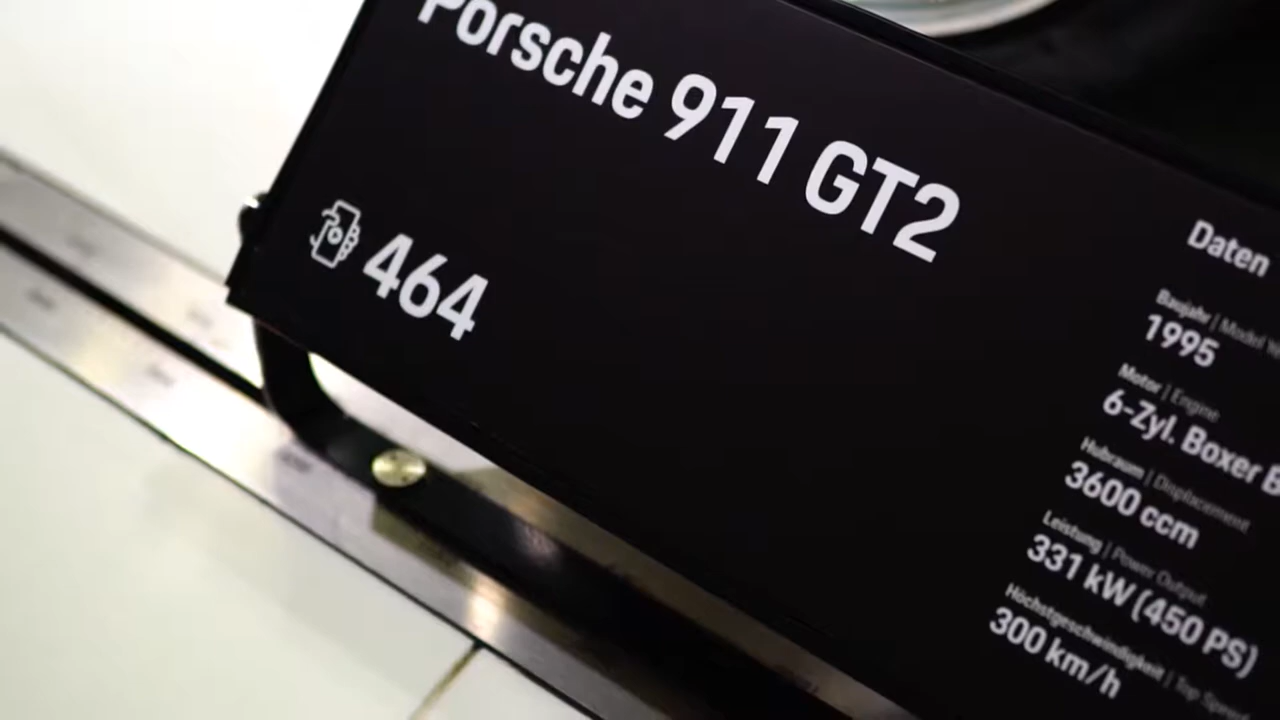 Porsche 911 GT2
464
Daten
Baujahr | Model
1995
Motor | Engine
6-Zyl. Boxer
Hubraum | Displacement
3600 ccm
Leistung | Power Output
331 kW (450 PS)
Höchstgeschwindigkeit | Top Speed
300 km/h